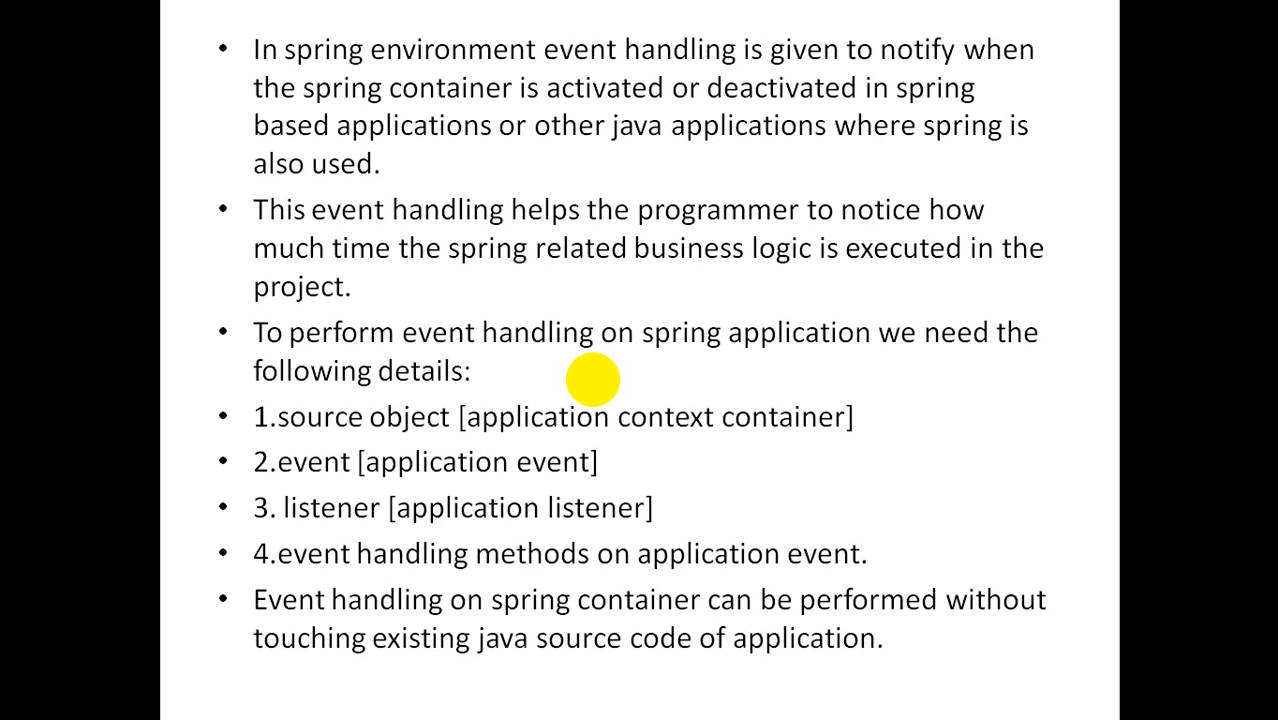 • In spring environment event handling is given to notify when
the spring container is activated or deactivated in spring
based applications or other java applications where spring is
also used.
• This event handling helps the programmer to notice how
much time the spring related business logic is executed in the
project.
• To perform event handling on spring application we need the
following details:
• 1.source object [application context container]
• 2.event [application event]
• 3. listener [application listener]
• 4.event handling methods on application event.
• Event handling on spring container can be performed without
touching existing java source code of application.